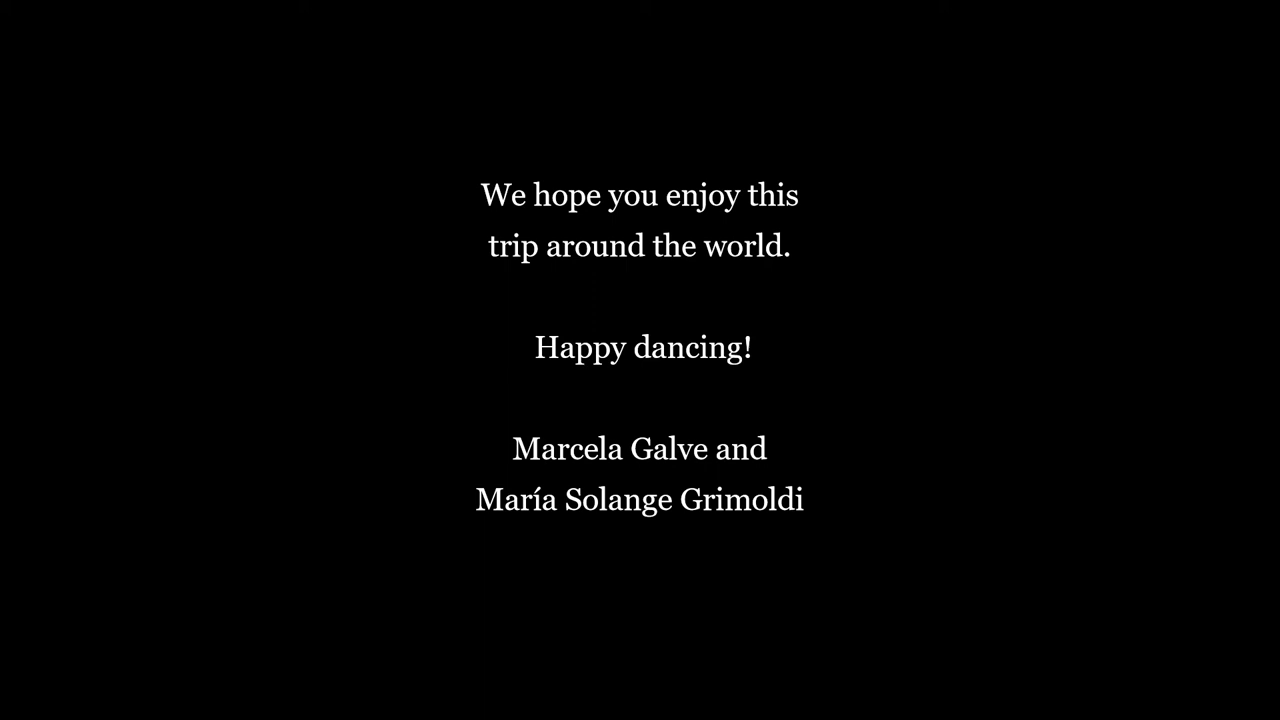 We hope you enjoy this
trip around the world.
Happy dancing!
Marcela Galve and
María Solange Grimoldi